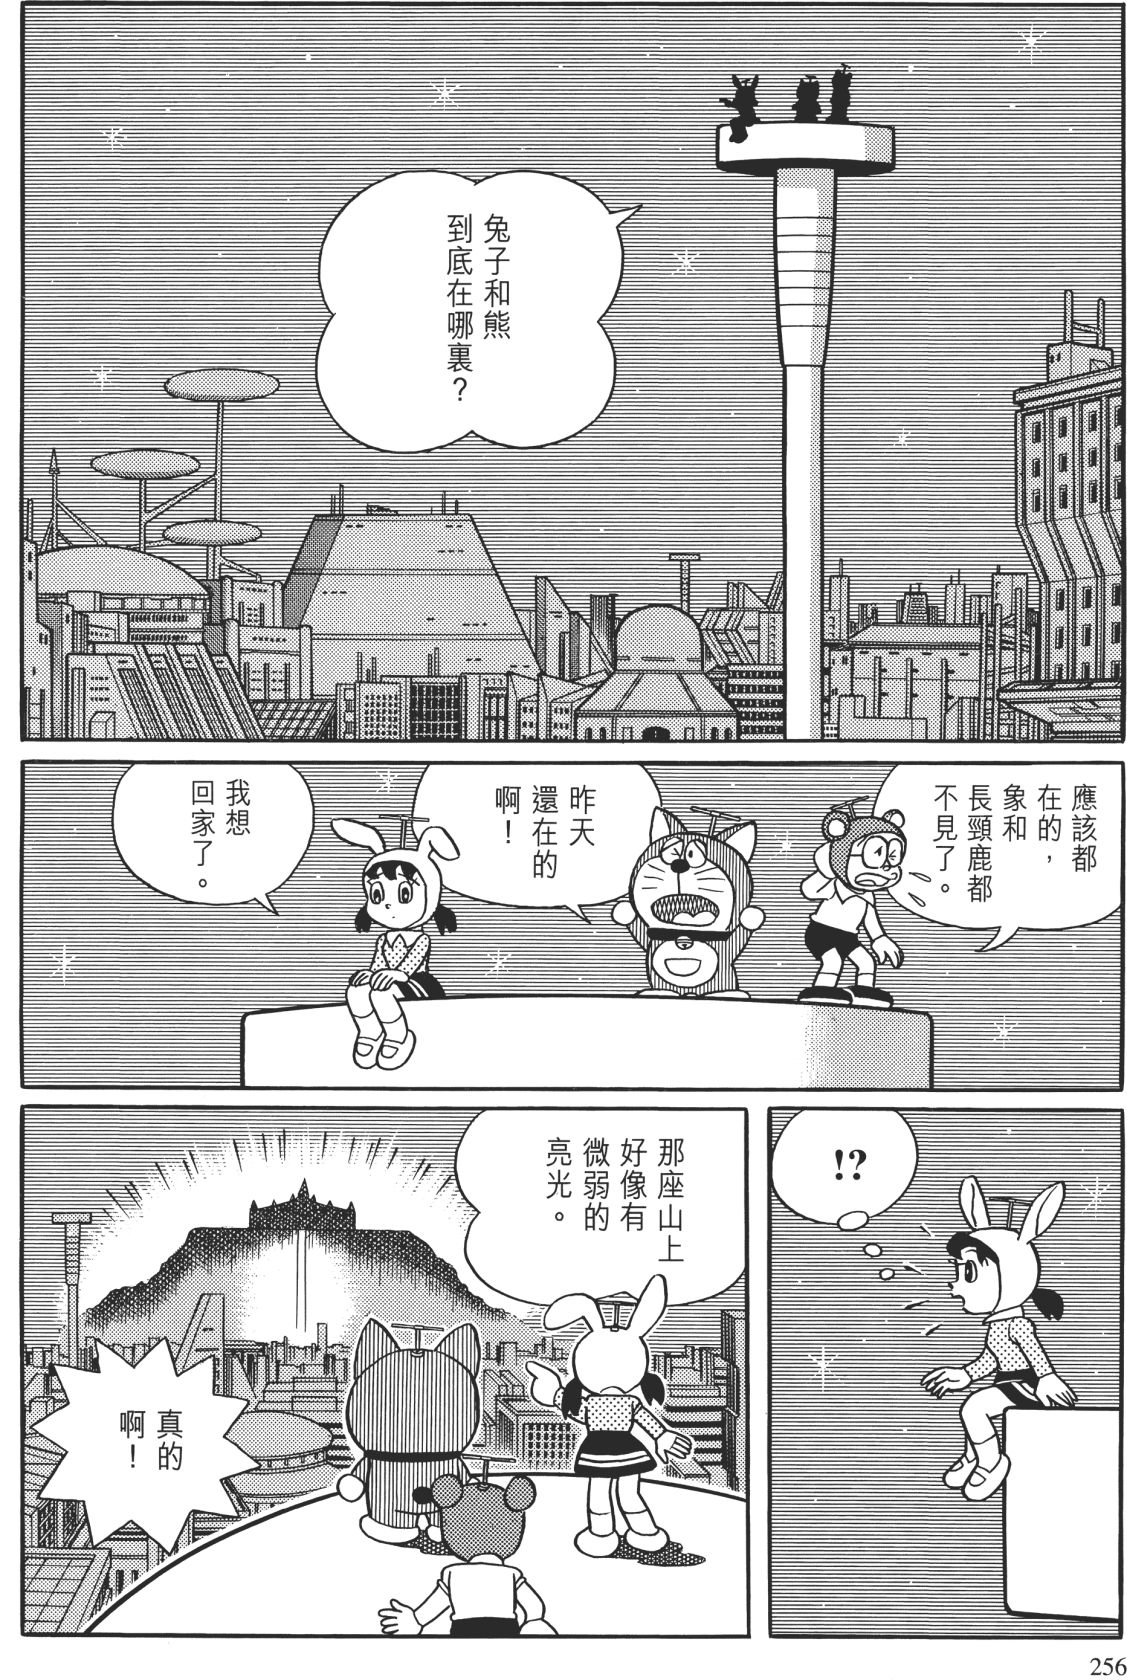 兔子和熊
到底在哪裏？
應該都
在的，
象和
長頸鹿都
不見了。
昨天
還在的
啊！
我想
回家了。
!?
那座山上
好像有
微弱的
亮光。
真的
啊！
256